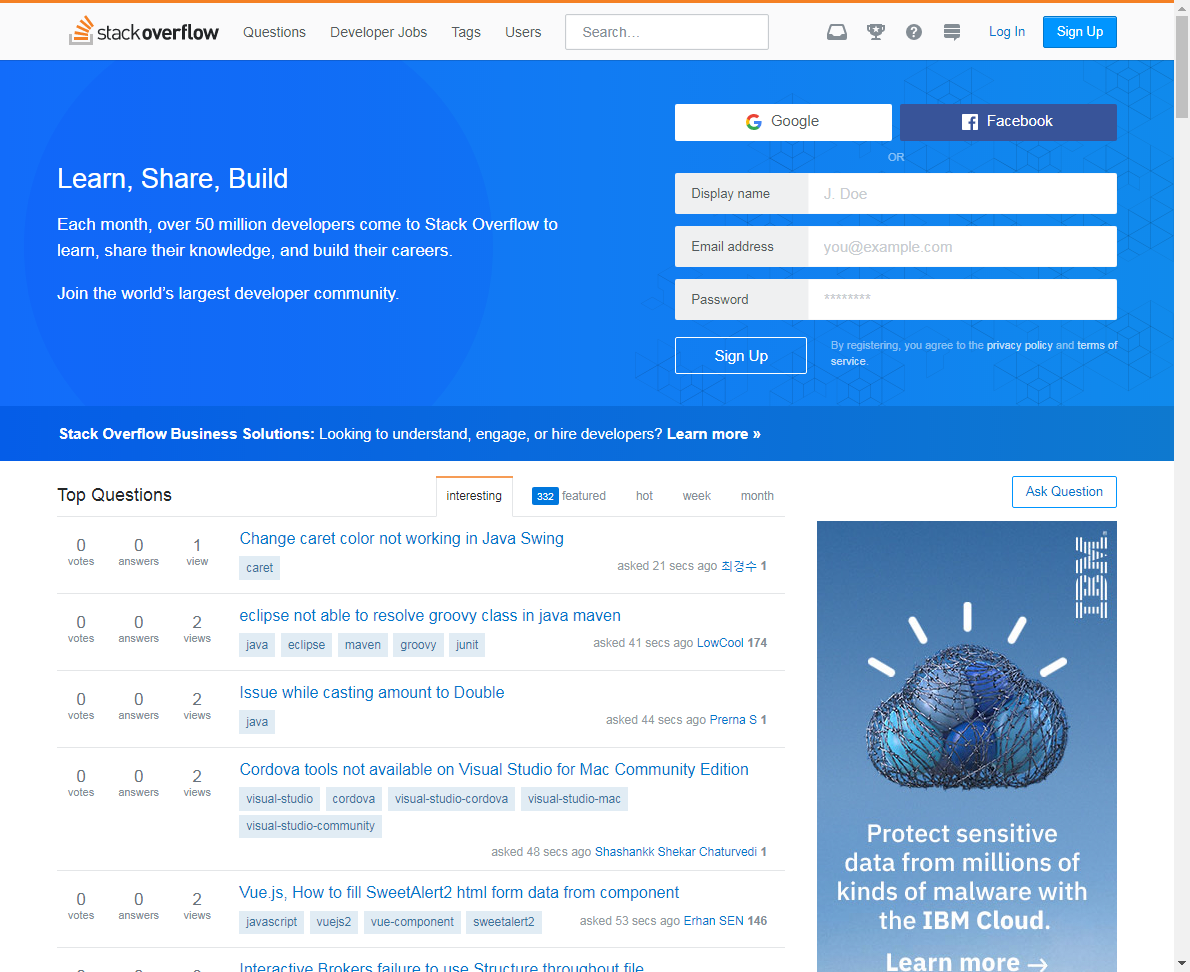 stack overflow Questions Developer Jobs Tags Users Search... Log In Sign Up
Google Facebook
OR
Learn, Share, Build
Each month, over 50 million developers come to Stack Overflow to
learn, share their knowledge, and build their careers.
Join the world’s largest developer community.
Display name J. Doe
Email address you@example.com
Password ********
Sign Up
By registering, you agree to the privacy policy and terms of
service.
Stack Overflow Business Solutions: Looking to understand, engage, or hire developers? Learn more »
Top Questions
interesting 332 featured hot week month
Ask Question
0 votes 0 answers 1 view
Change caret color not working in Java Swing
caret
asked 21 secs ago 최경수 1
0 votes 0 answers 2 views
eclipse not able to resolve groovy class in java maven
java eclipse maven groovy junit
asked 41 secs ago LowCool 174
0 votes 0 answers 2 views
Issue while casting amount to Double
java
asked 44 secs ago Prerna S 1
0 votes 0 answers 2 views
Cordova tools not available on Visual Studio for Mac Community Edition
visual-studio cordova visual-studio-cordova visual-studio-mac
visual-studio-community
asked 48 secs ago Shashankk Shekar Chaturvedi 1
0 votes 0 answers 2 views
Vue.js, How to fill SweetAlert2 html form data from component
javascript vuejs2 vue-component sweetalert2
asked 53 secs ago Erhan SEN 146
Interactive Brokers failure to use Structure throughout file
IBM
Protect sensitive
data from millions of
kinds of malware with
the IBM Cloud.
Learn more →